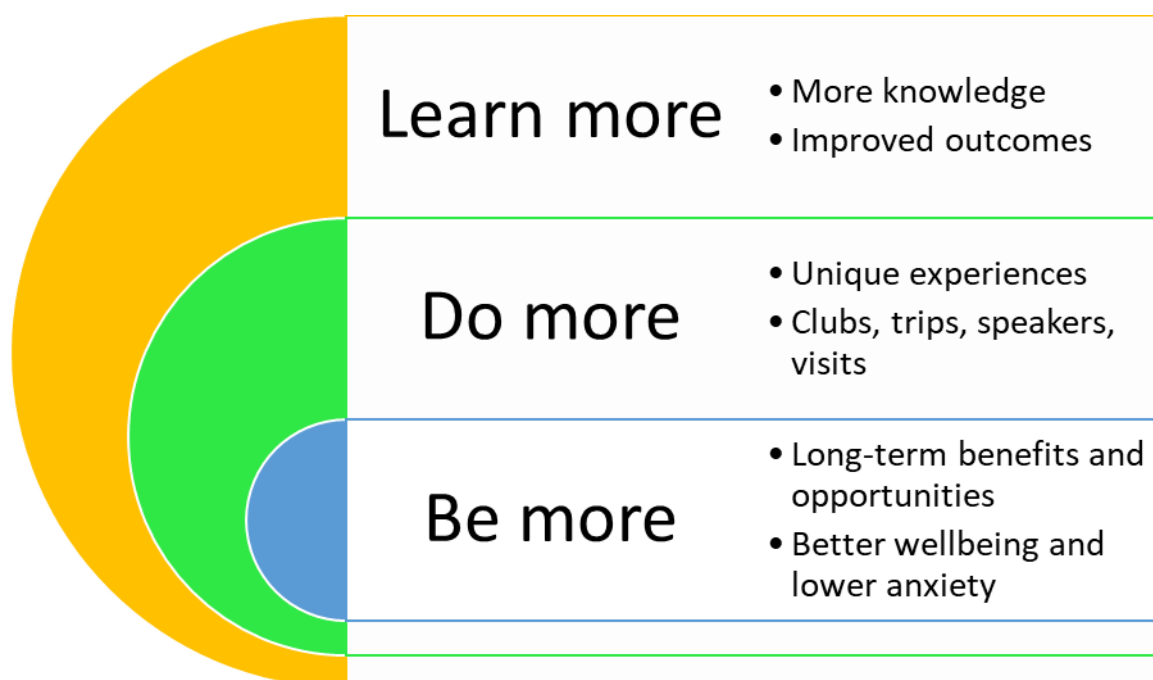 Learn more
• More knowledge
• Improved outcomes
Do more
• Unique experiences
• Clubs, trips, speakers,
visits
Be more
• Long-term benefits and
opportunities
• Better wellbeing and
lower anxiety